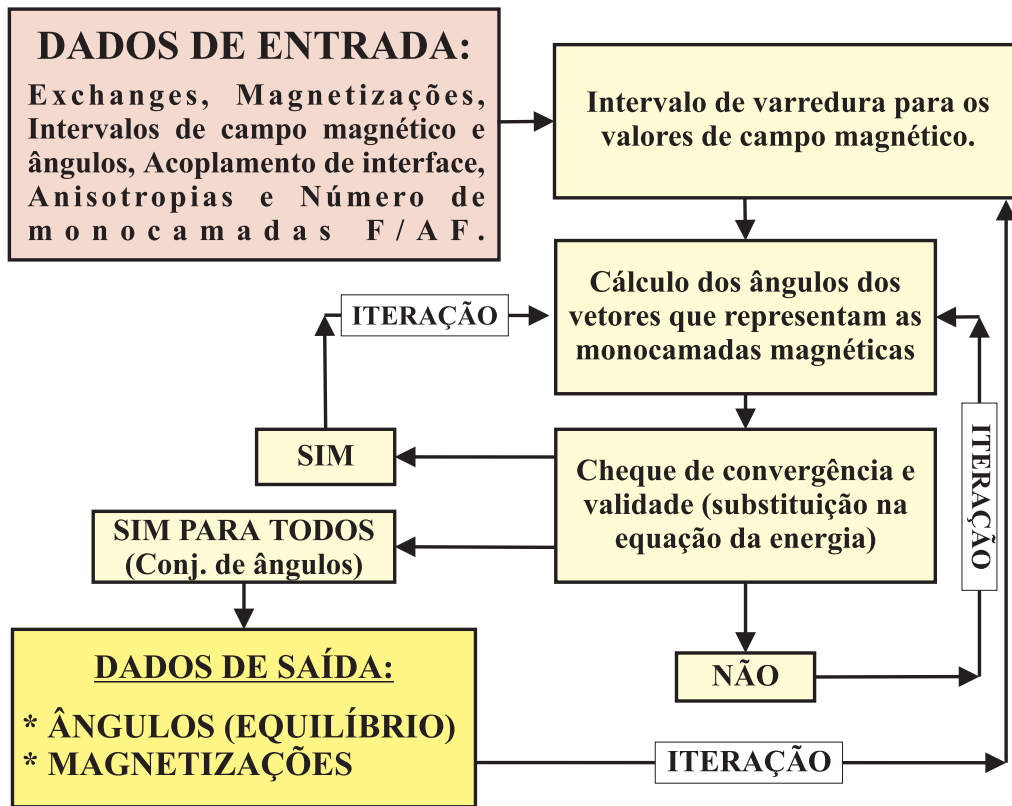 DADOS DE ENTRADA:
Exchanges, Magnetizações,
Intervalos de campo magnético e
ângulos, Acoplamento de interface,
Anisotropias e Número de
monocamadas F/AF.
Intervalo de varredura para os
valores de campo magnético.
Cálculo dos ângulos dos
vetores que representam as
monocamadas magnéticas
ITERAÇÃO
ITERAÇÃO
SIM
Cheque de convergência e
validade (substituição na
equação da energia)
SIM PARA TODOS
(Conj. de ângulos)
NÃO
DADOS DE SAÍDA:
* ÂNGULOS (EQUILÍBRIO)
* MAGNETIZAÇÕES
ITERAÇÃO